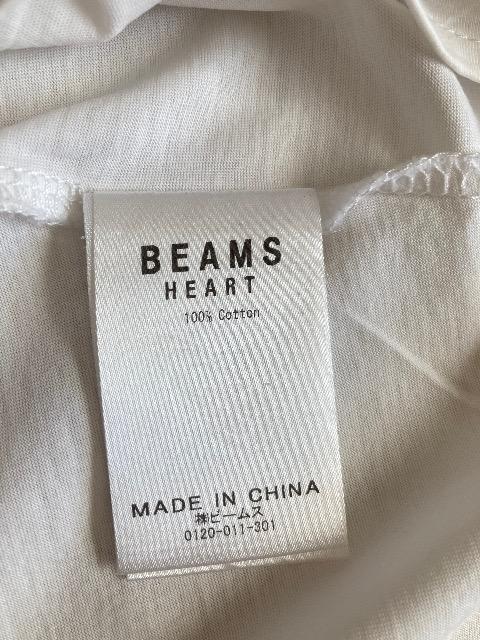 BEAMS
HEART
100% Cotton
MADE IN CHINA
㈱ビームス
0120-011-301